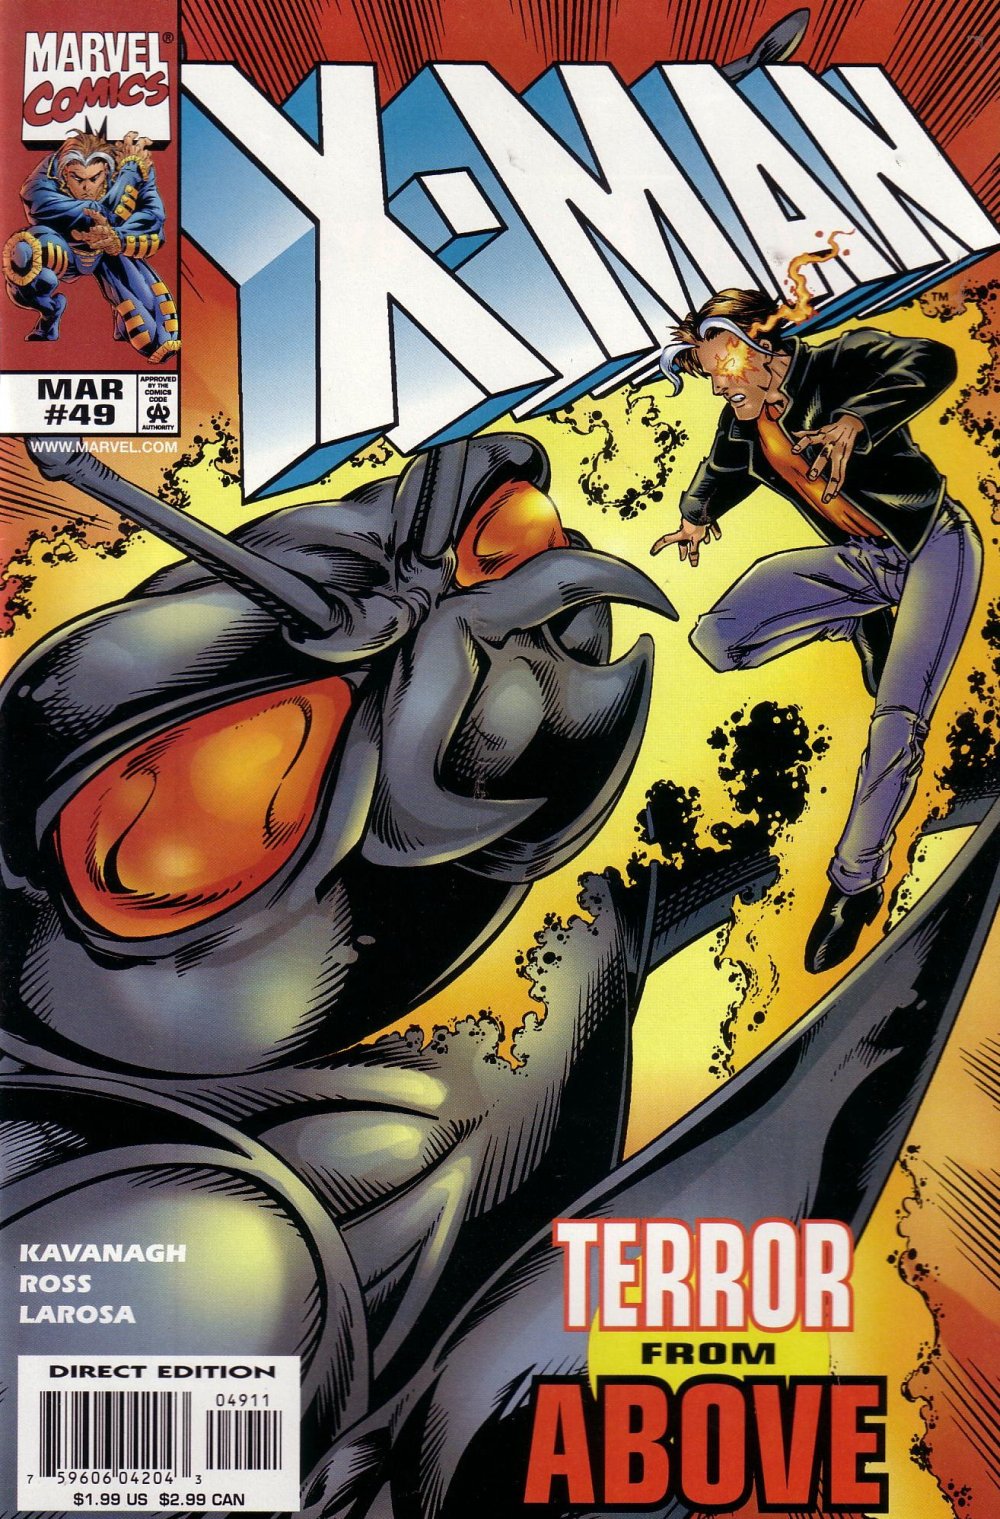 MARVEL®
COMICS
X-MAN
™
MAR
#49
APPROVED
BY THE
COMICS
CODE
CA
AUTHORITY
WWW.MARVEL.COM
KAVANAGH
ROSS
LAROSA
TERROR
FROM
ABOVE
DIRECT EDITION
04911
7 59606 04204 3
$1.99 US $2.99 CAN